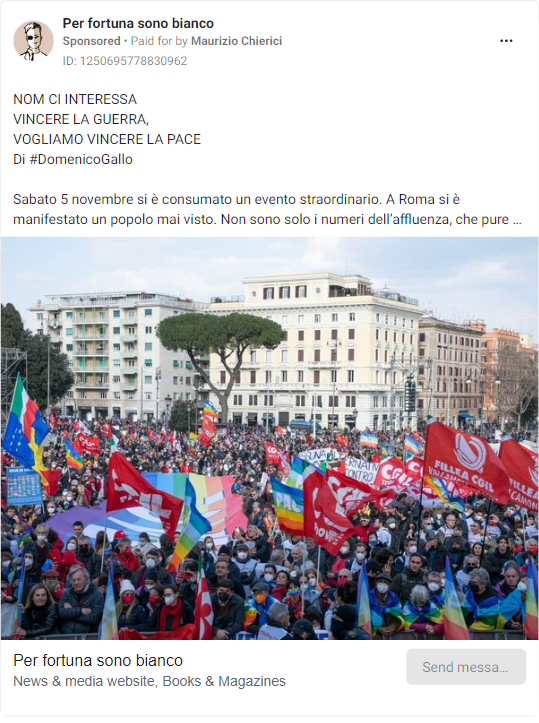 Per fortuna sono bianco
Sponsored • Paid for by Maurizio Chierici
ID: 1250695778830962
NOM CI INTERESSA
VINCERE LA GUERRA,
VOGLIAMO VINCERE LA PACE
Di #DomenicoGallo
Sabato 5 novembre si è consumato un evento straordinario. A Roma si è
manifestato un popolo mai visto. Non sono solo i numeri dell'affluenza, che pure ...
FILLEA CGIL
Per fortuna sono bianco
News & media website, Books & Magazines
Send messa...